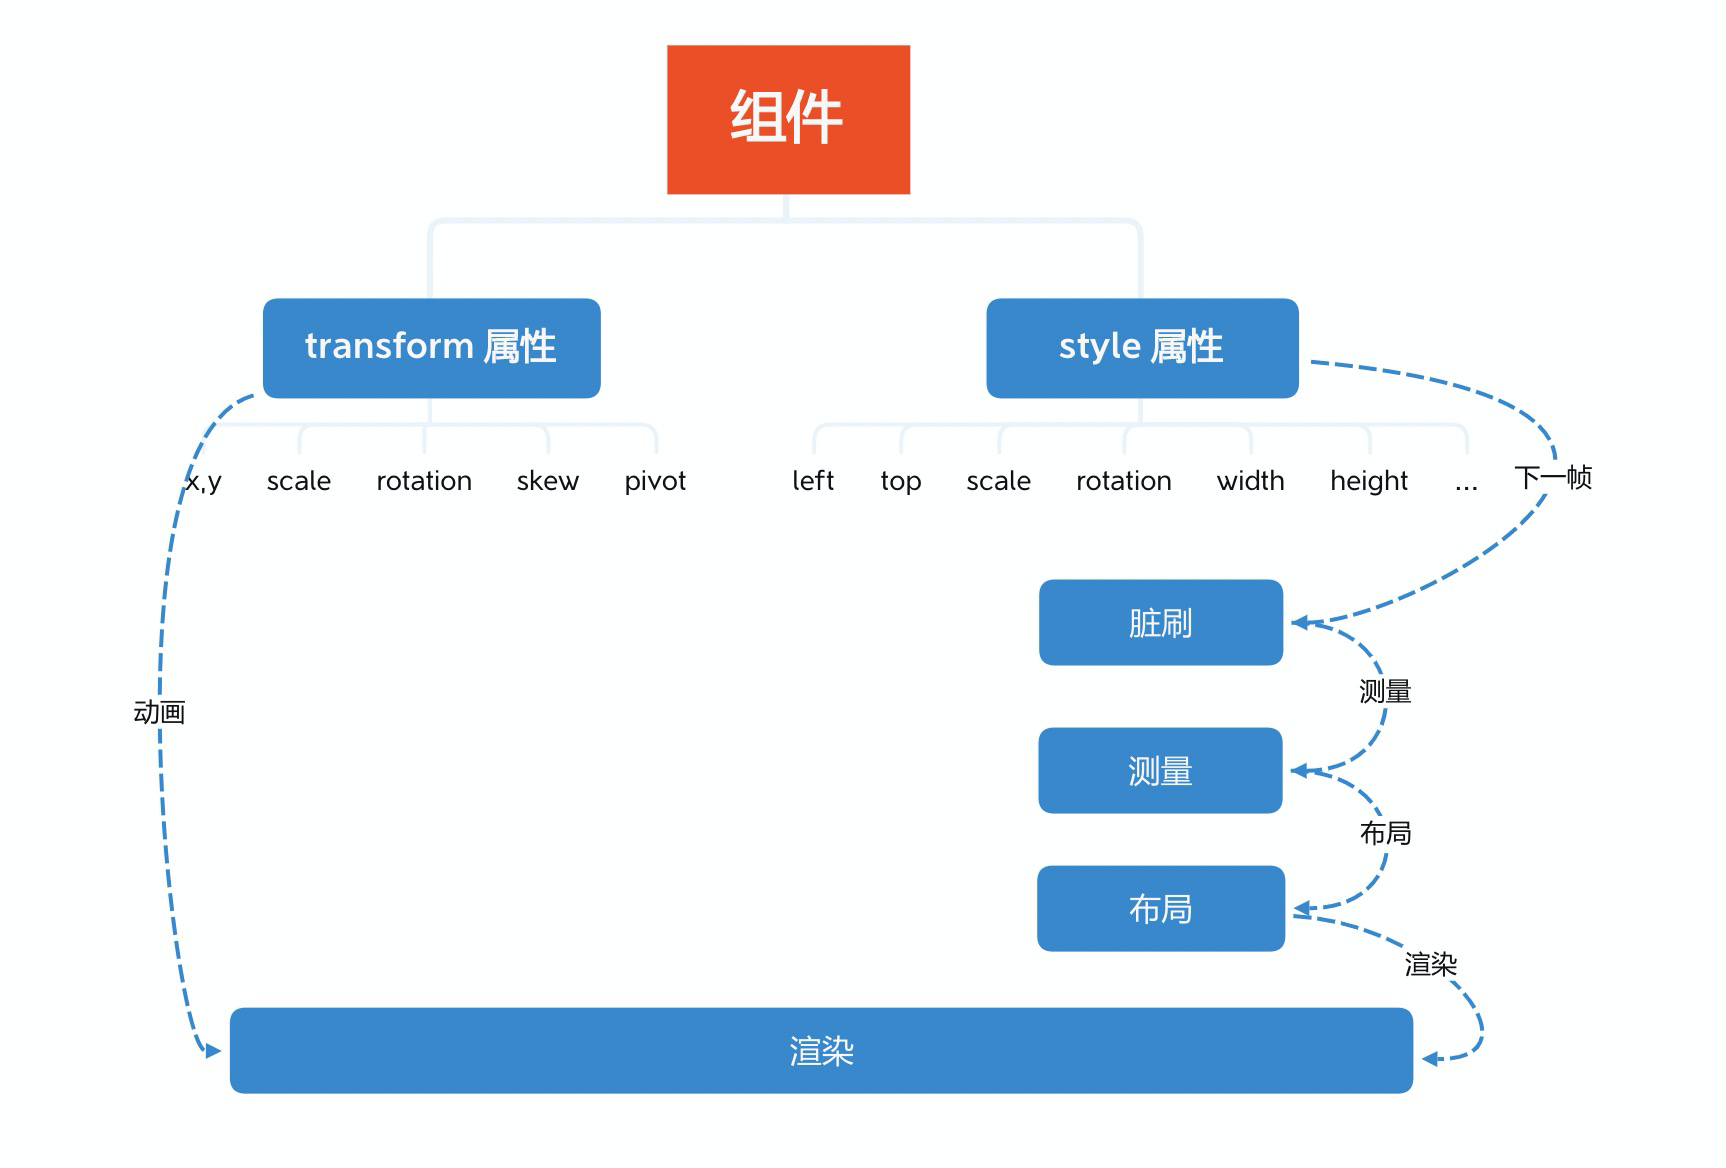 组件
transform 属性
style 属性
x,y
scale
rotation
skew
pivot
left
top
scale
rotation
width
height
...
下一帧
脏刷
测量
测量
布局
布局
渲染
动画
渲染